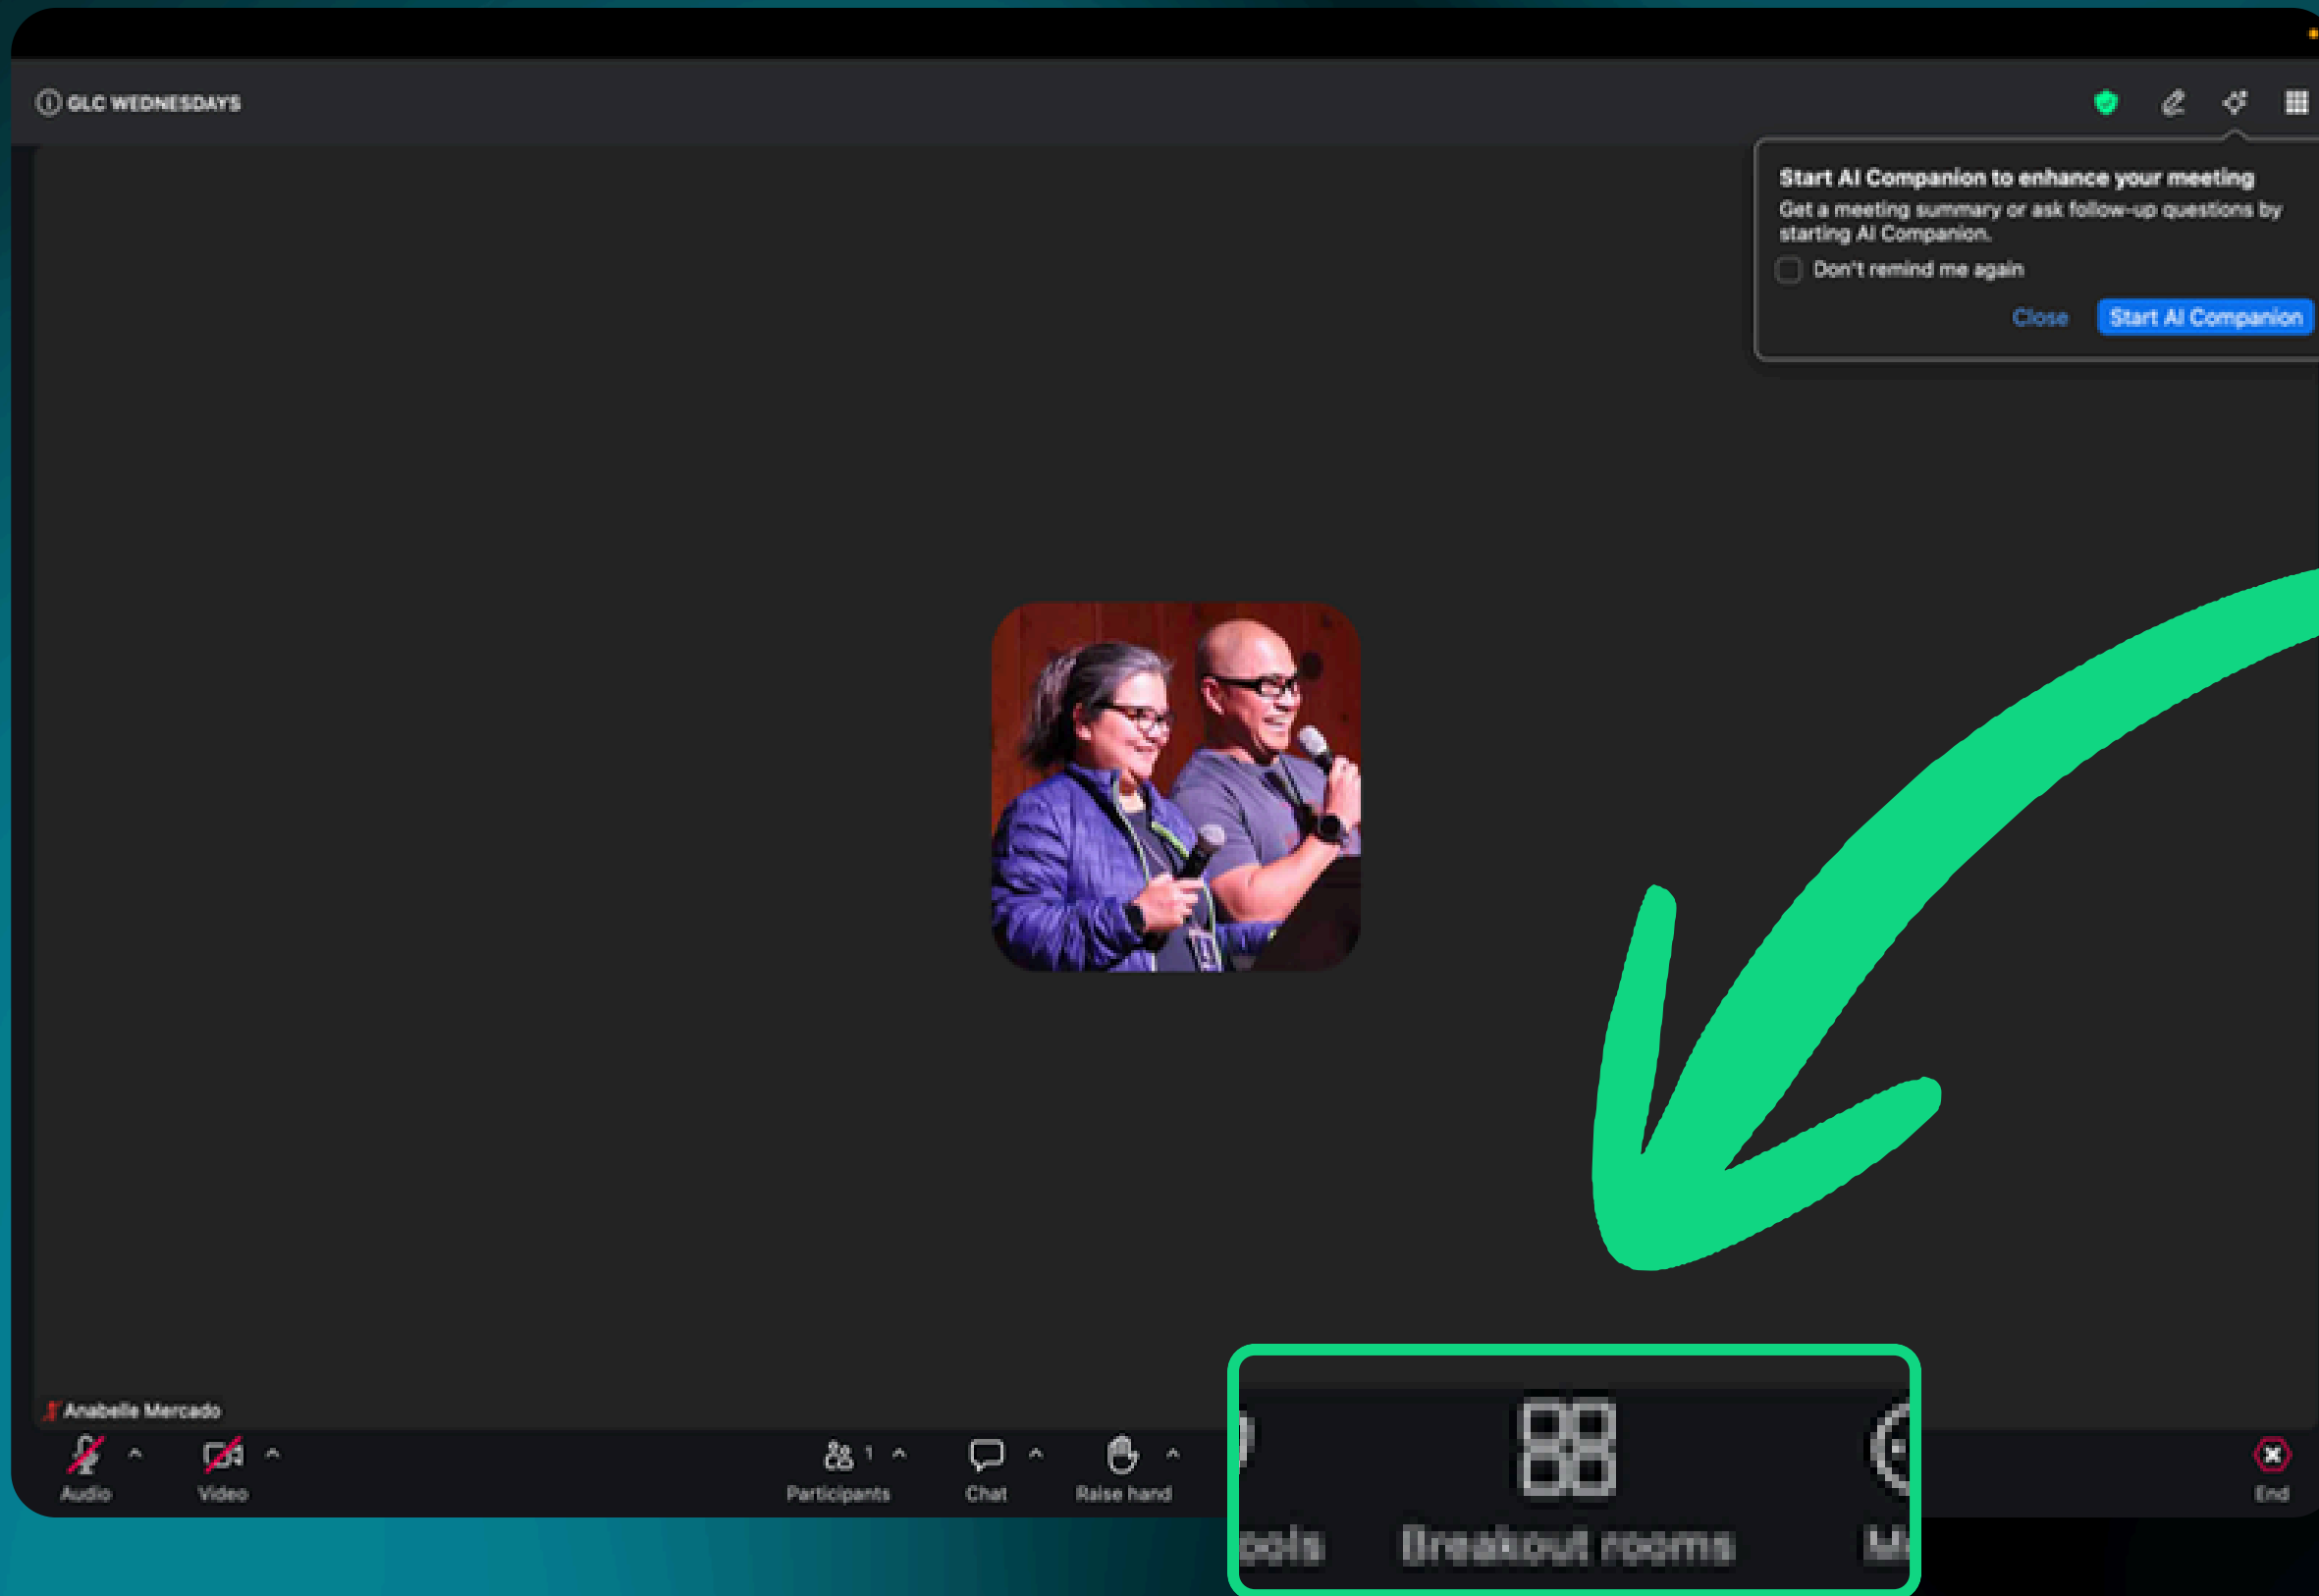 GLC WEDNESDAYS
Start AI Companion to enhance your meeting
Get a meeting summary or ask follow-up questions by
starting AI Companion.
Don't remind me again
Close Start AI Companion
Anabelle Mercado
1
Audio Video Participants Chat Raise hand End
ools Breakout rooms